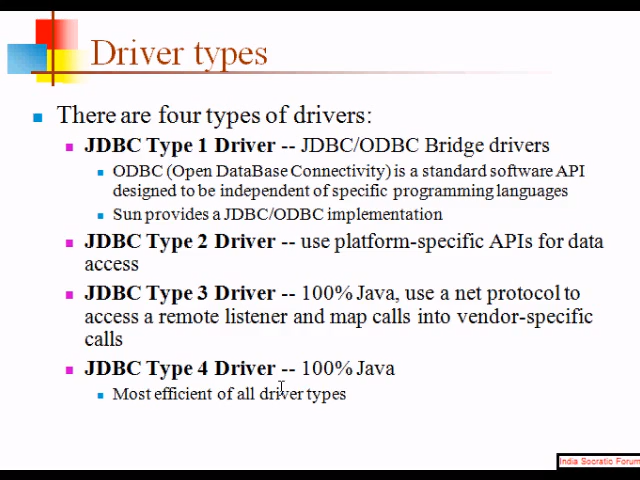 Driver types
There are four types of drivers:
JDBC Type 1 Driver -- JDBC/ODBC Bridge drivers
ODBC (Open DataBase Connectivity) is a standard software API
designed to be independent of specific programming languages
Sun provides a JDBC/ODBC implementation
JDBC Type 2 Driver -- use platform-specific APIs for data
access
JDBC Type 3 Driver -- 100% Java, use a net protocol to
access a remote listener and map calls into vendor-specific
calls
JDBC Type 4 Driver -- 100% Java
Most efficient of all driver types
India Socratic Forum